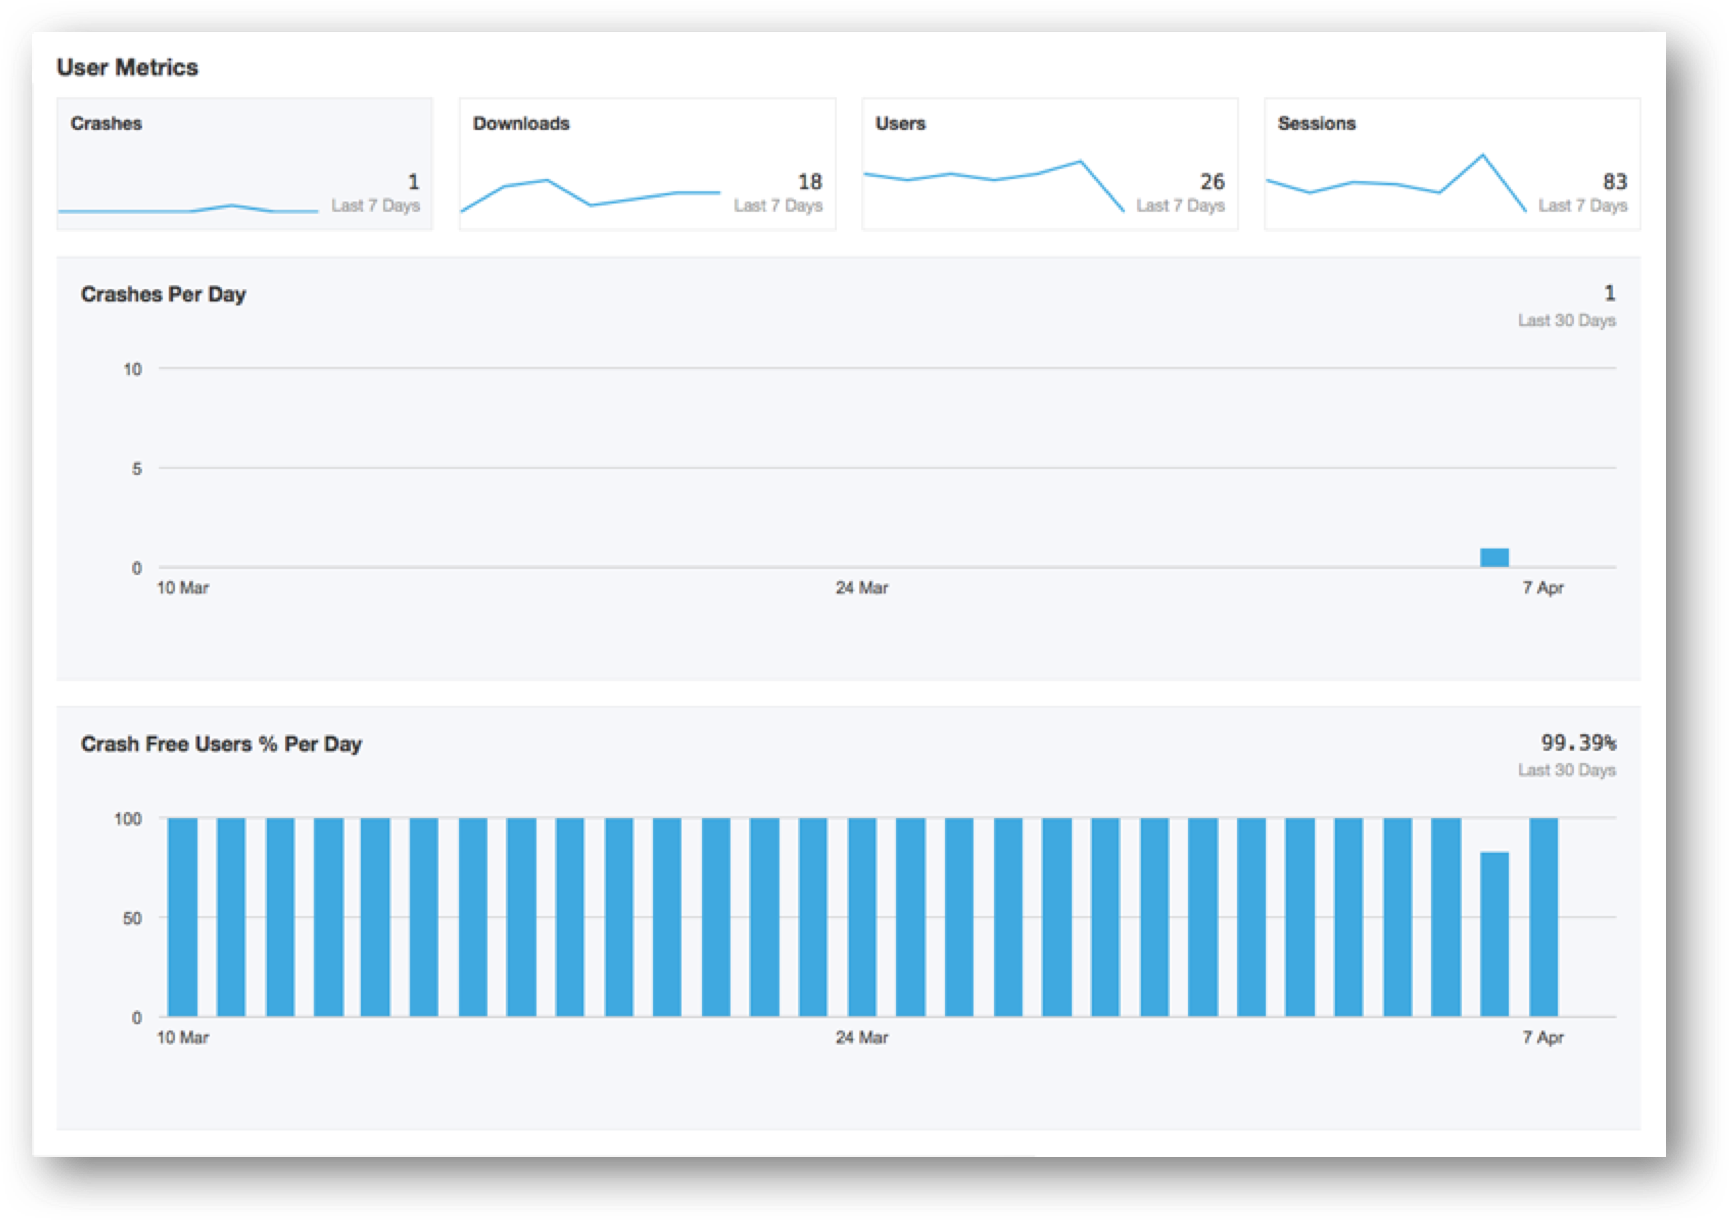 User Metrics
Crashes
1
Last 7 Days
Downloads
18
Last 7 Days
Users
26
Last 7 Days
Sessions
83
Last 7 Days
Crashes Per Day
1
Last 30 Days
10
5
0
10 Mar
24 Mar
7 Apr
Crash Free Users % Per Day
99.39%
Last 30 Days
100
50
0
10 Mar
24 Mar
7 Apr